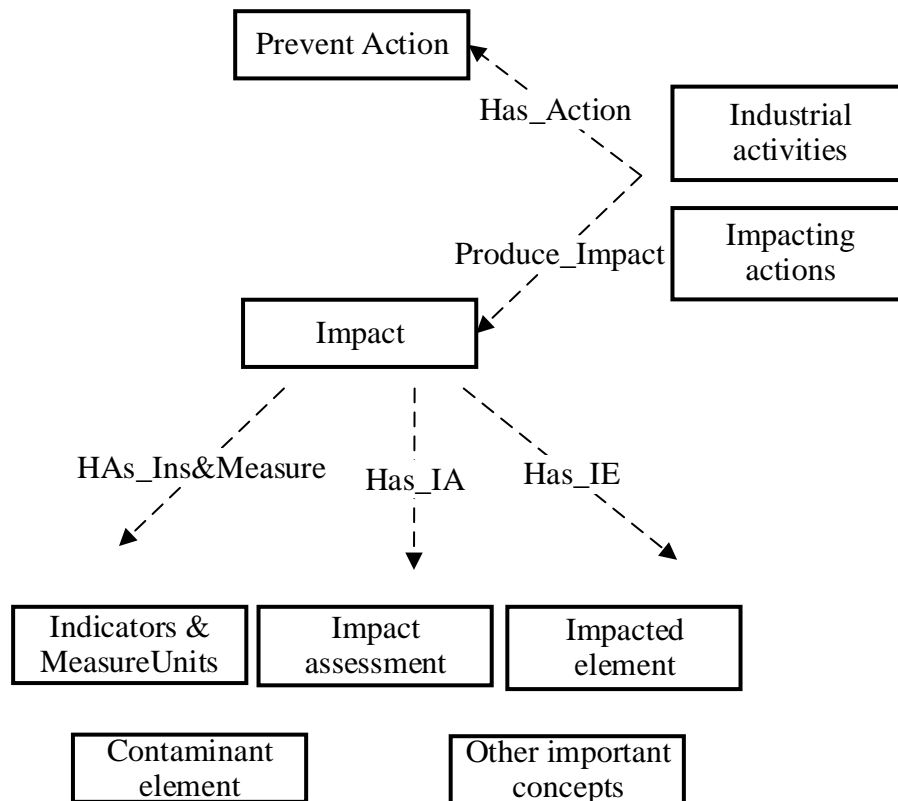 Prevent Action
Has_Action
Industrial
activities
Produce_Impact
Impacting
actions
Impact
HAs_Ins&Measure
Has_IA
Has_IE
Indicators &
MeasureUnits
Impact
assessment
Impacted
element
Contaminant
element
Other important
concepts